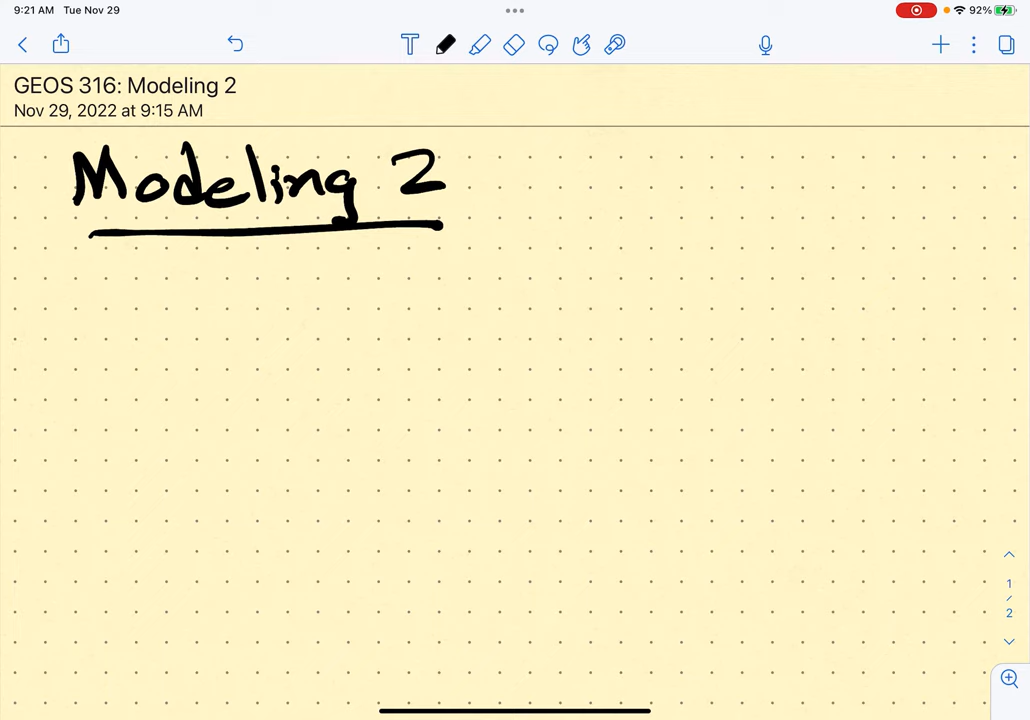 9:21 AM Tue Nov 29
92%
GEOS 316: Modeling 2
Nov 29, 2022 at 9:15 AM
Modeling 2
1
/
2